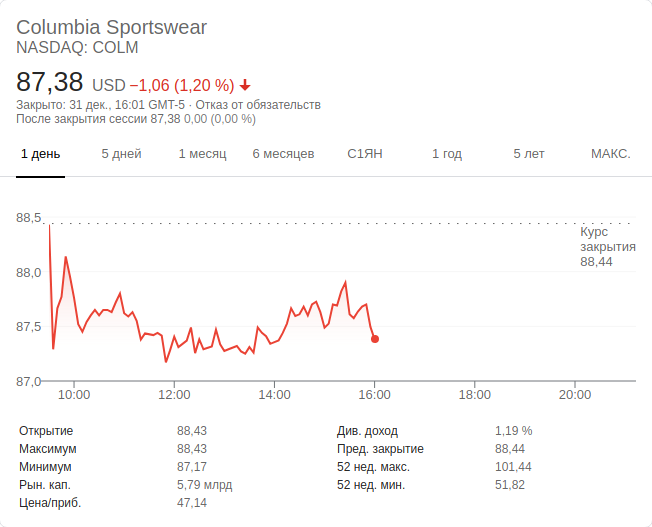 Columbia Sportswear
NASDAQ: COLM
87,38 USD −1,06 (1,20 %)
Закрыто: 31 дек., 16:01 GMT-5 · Отказ от обязательств
После закрытия сессии 87,38 0,00 (0,00 %)
1 день 5 дней 1 месяц 6 месяцев С1ЯН 1 год 5 лет МАКС.
88,5
Курс
закрытия
88,44
88,0
87,5
87,0
10:00 12:00 14:00 16:00 18:00 20:00
Открытие 88,43 Див. доход 1,19 %
Максимум 88,43 Пред. закрытие 88,44
Минимум 87,17 52 нед. макс. 101,44
Рын. кап. 5,79 млрд 52 нед. мин. 51,82
Цена/приб. 47,14